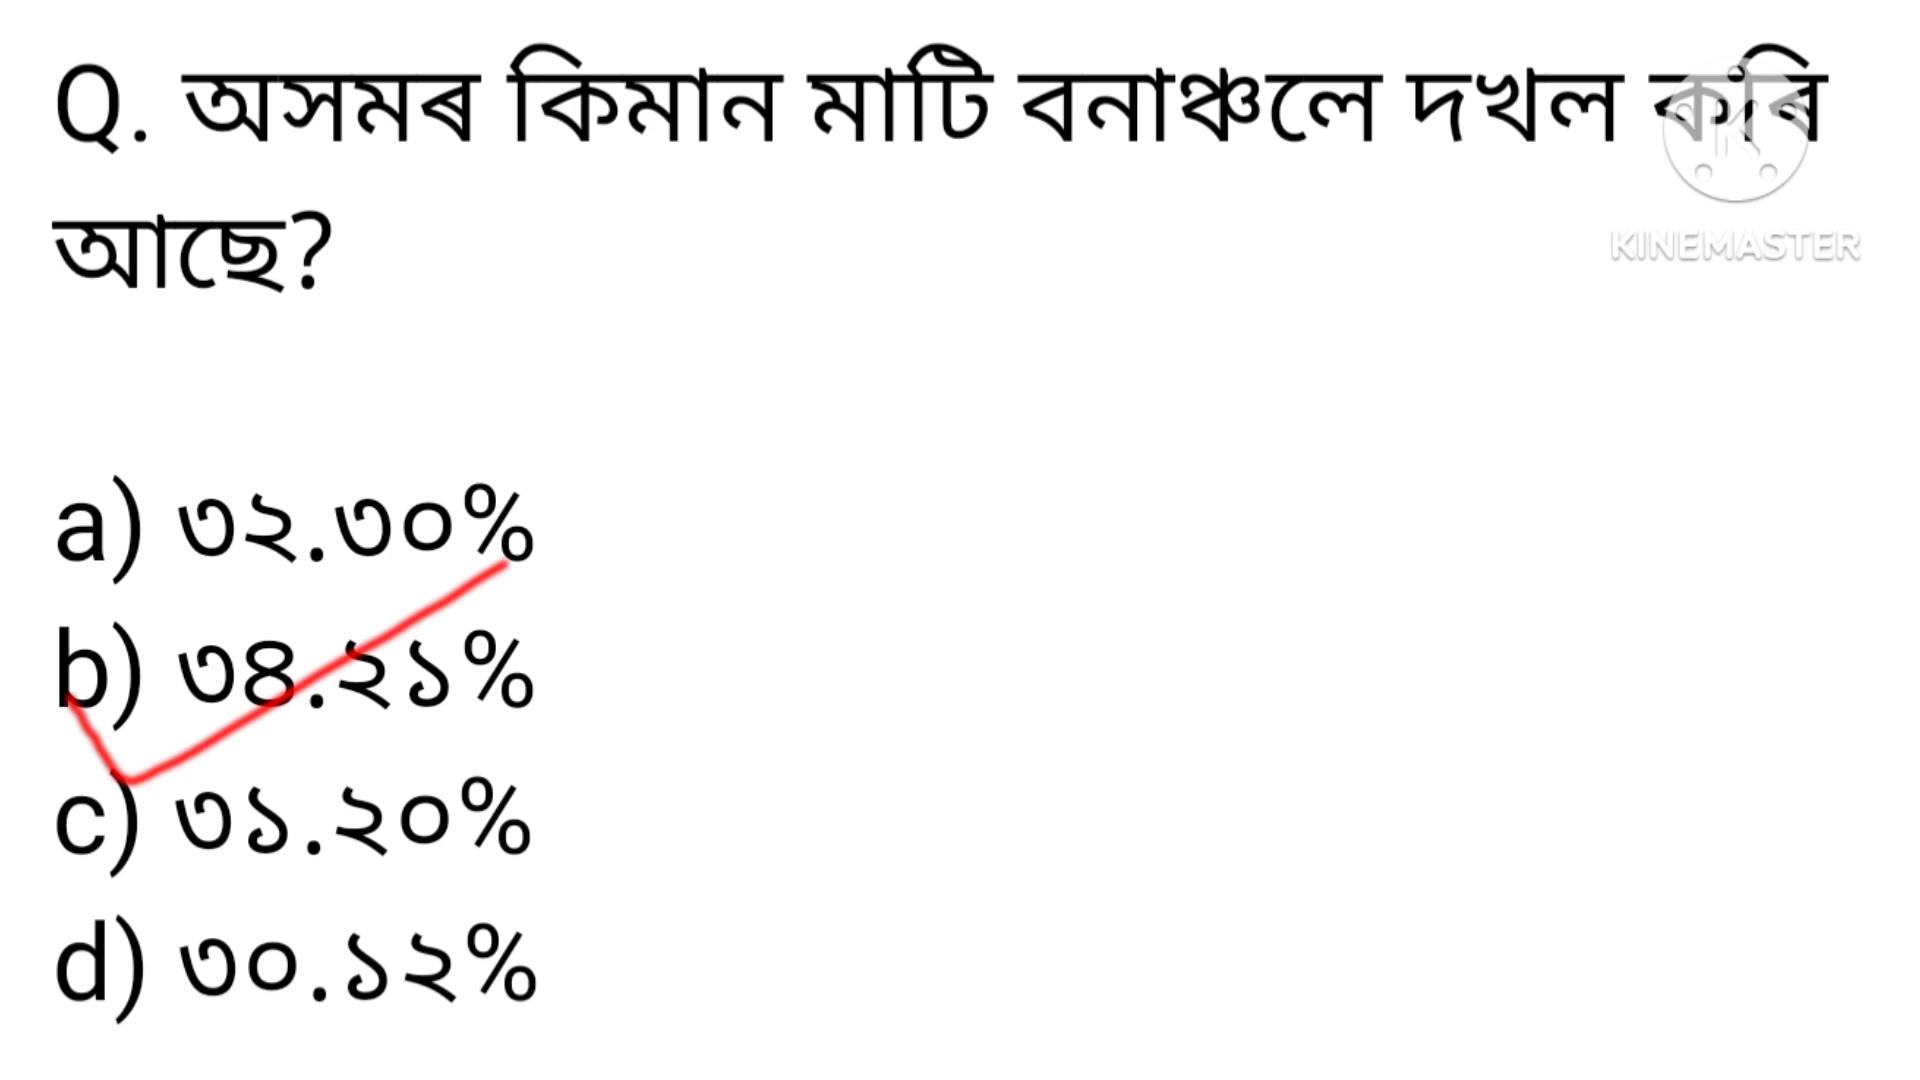 Q. অসমৰ কিমান মাটি বনাঞ্চলে দখল কৰি
আছে?
KINEMASTER
a) ৩২.৩০%
b) ৩৪.২১%
c) ৩১.২০%
d) ৩০.১২%